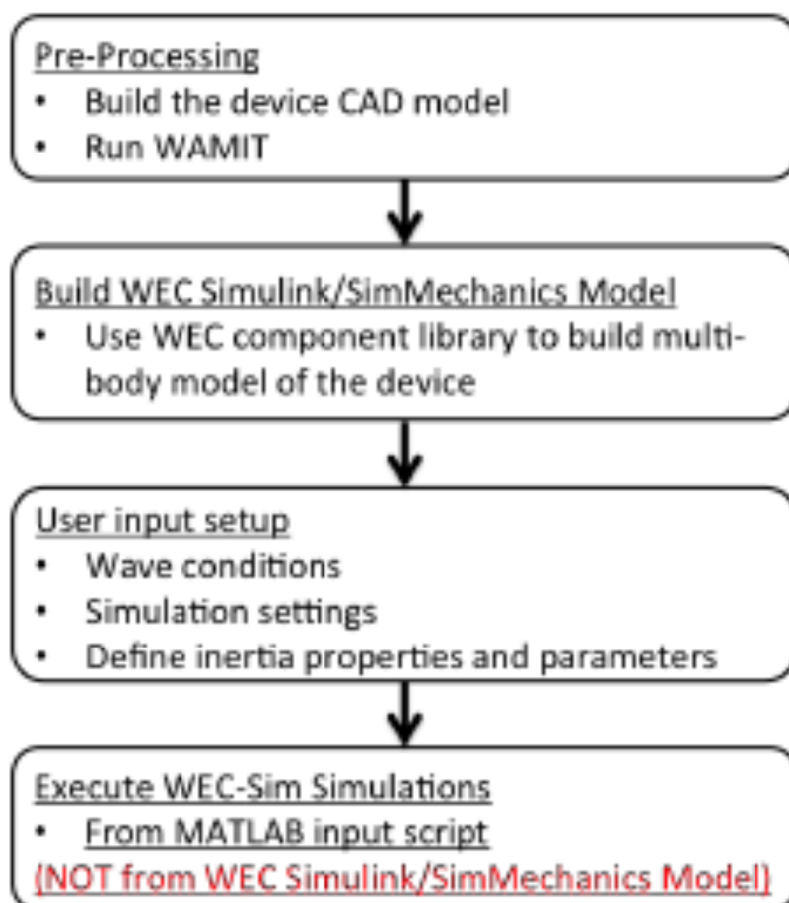 Pre-Processing
• Build the device CAD model
• Run WAMIT
Build WEC Simulink/SimMechanics Model
• Use WEC component library to build multi-
body model of the device
User input setup
• Wave conditions
• Simulation settings
• Define inertia properties and parameters
Execute WEC-Sim Simulations
• From MATLAB input script
(NOT from WEC Simulink/SimMechanics Model)